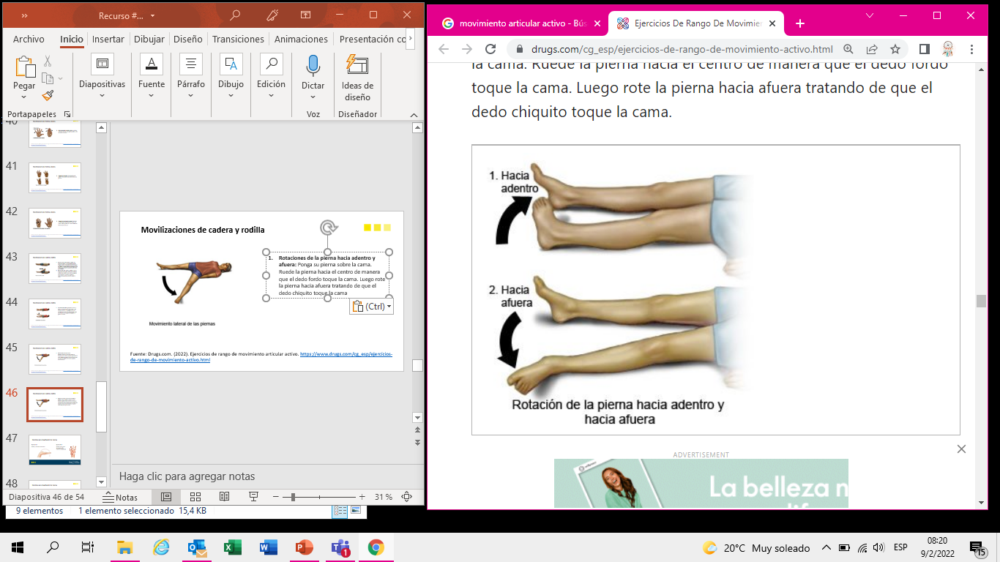 Recurso #...
Archivo Inicio Insertar Dibujar Diseño Transiciones Animaciones Presentación co
Pegar
Diapositivas
Fuente
Párrafo
Dibujo
Edición
Dictar
Ideas de
diseño
Portapapeles
Voz
Diseñador
40
41
42
43
44
45
46
47
48
Movilizaciones de cadera y rodilla
1. Rotaciones de la pierna hacia adentro y
afuera: Ponga su pierna sobre la cama.
Ruede la pierna hacia el centro de manera
que el dedo fordo toque la cama. Luego rote
la pierna hacia afuera tratando de que el
dedo chiquito toque la cama
(Ctrl)
Movimiento lateral de las piernas
Fuente: Drugs.com. (2022). Ejercicios de rango de movimiento articular activo. https://www.drugs.com/cg_esp/ejercicios-
de-rango-de-movimiento-activo.html
Haga clic para agregar notas
Diapositiva 46 de 54
Notas
31 %
9 elementos
1 elemento seleccionado 15,4 KB
movimiento articular activo - Bús
Ejercicios De Rango De Movimier
drugs.com/cg_esp/ejercicios-de-rango-de-movimiento-activo.html
la cama. Ruede la pierna hacia el centro de manera que el dedo fordo
toque la cama. Luego rote la pierna hacia afuera tratando de que el
dedo chiquito toque la cama.
1. Hacia
adentro
2. Hacia
afuera
Rotación de la pierna hacia adentro y
hacia afuera
ADVERTISEMENT
La belleza
20°C Muy soleado
ESP
08:20
9/2/2022
15
1